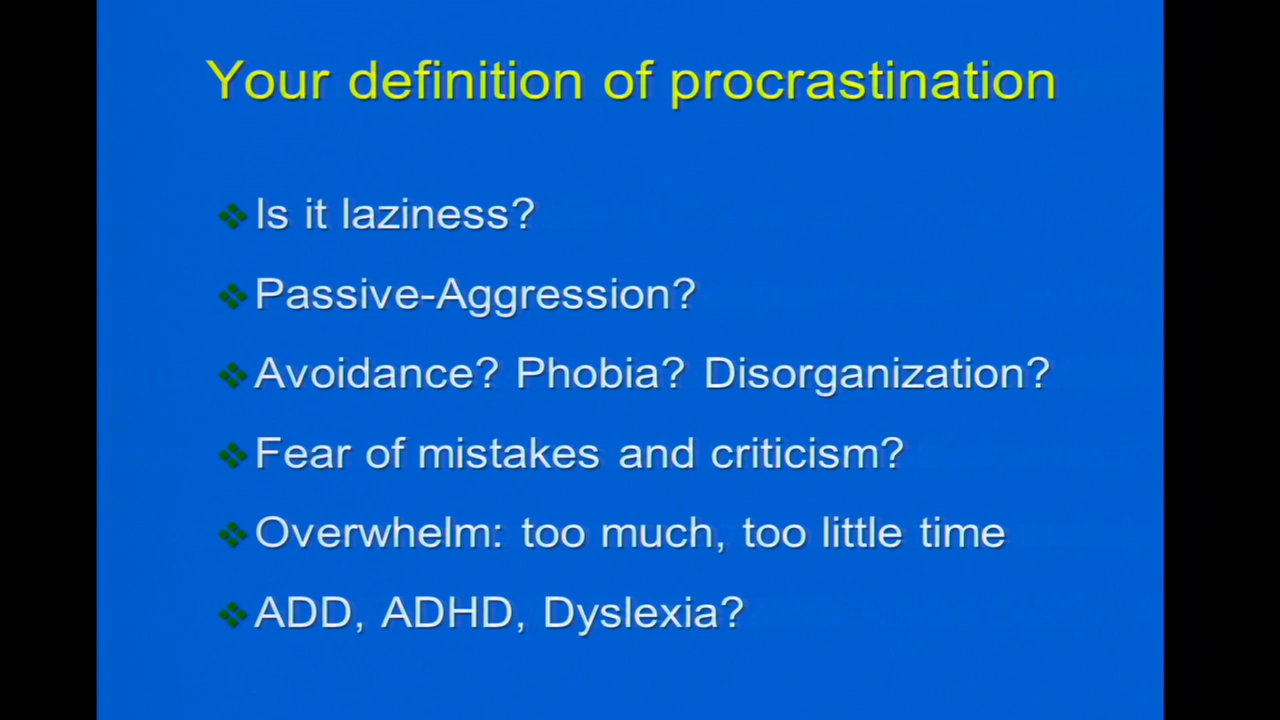 Your definition of procrastination
Is it laziness?
Passive-Aggression?
Avoidance? Phobia? Disorganization?
Fear of mistakes and criticism?
Overwhelm: too much, too little time
ADD, ADHD, Dyslexia?